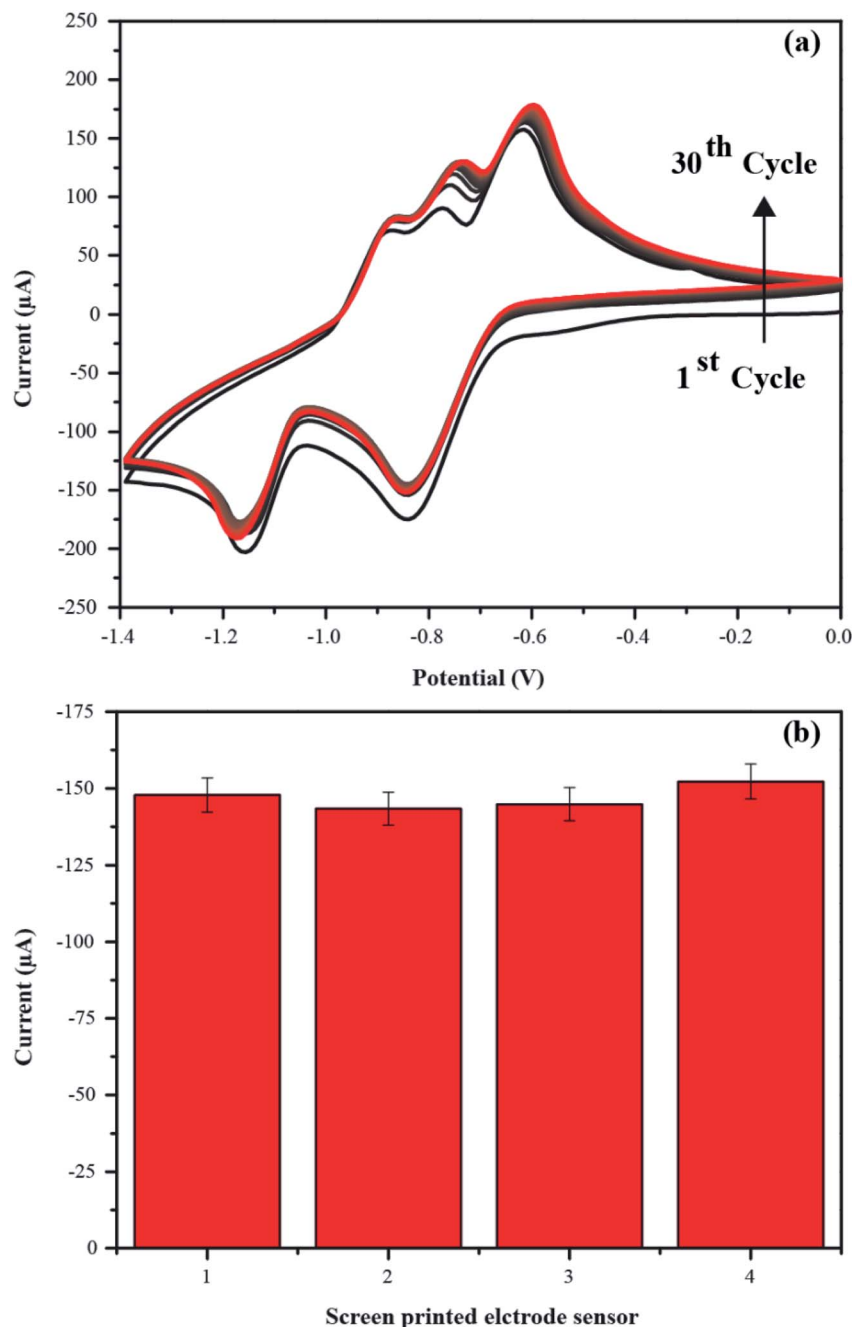 (a)
250
200
150
100
50
0
-50
-100
-150
-200
-250
Current (µA)
30th Cycle
1st Cycle
-1.4 -1.2 -1.0 -0.8 -0.6 -0.4 -0.2 0.0
Potential (V)
(b)
-175
-150
-125
-100
-75
-50
-25
0
Current (µA)
1 2 3 4
Screen printed elctrode sensor